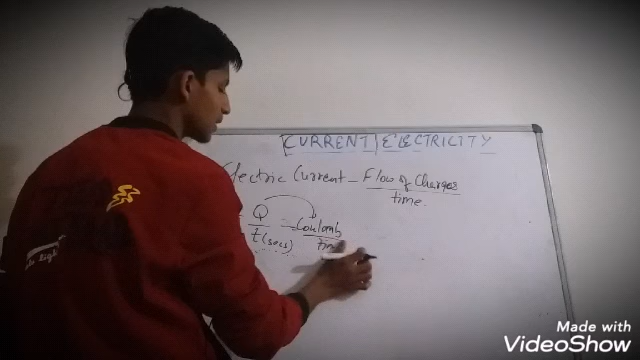 CURRENT ELECTRICITY
Electric Current - Flow of Charges
time.
Q
t (secs)
= Coulomb
time
Made with
VideoShow